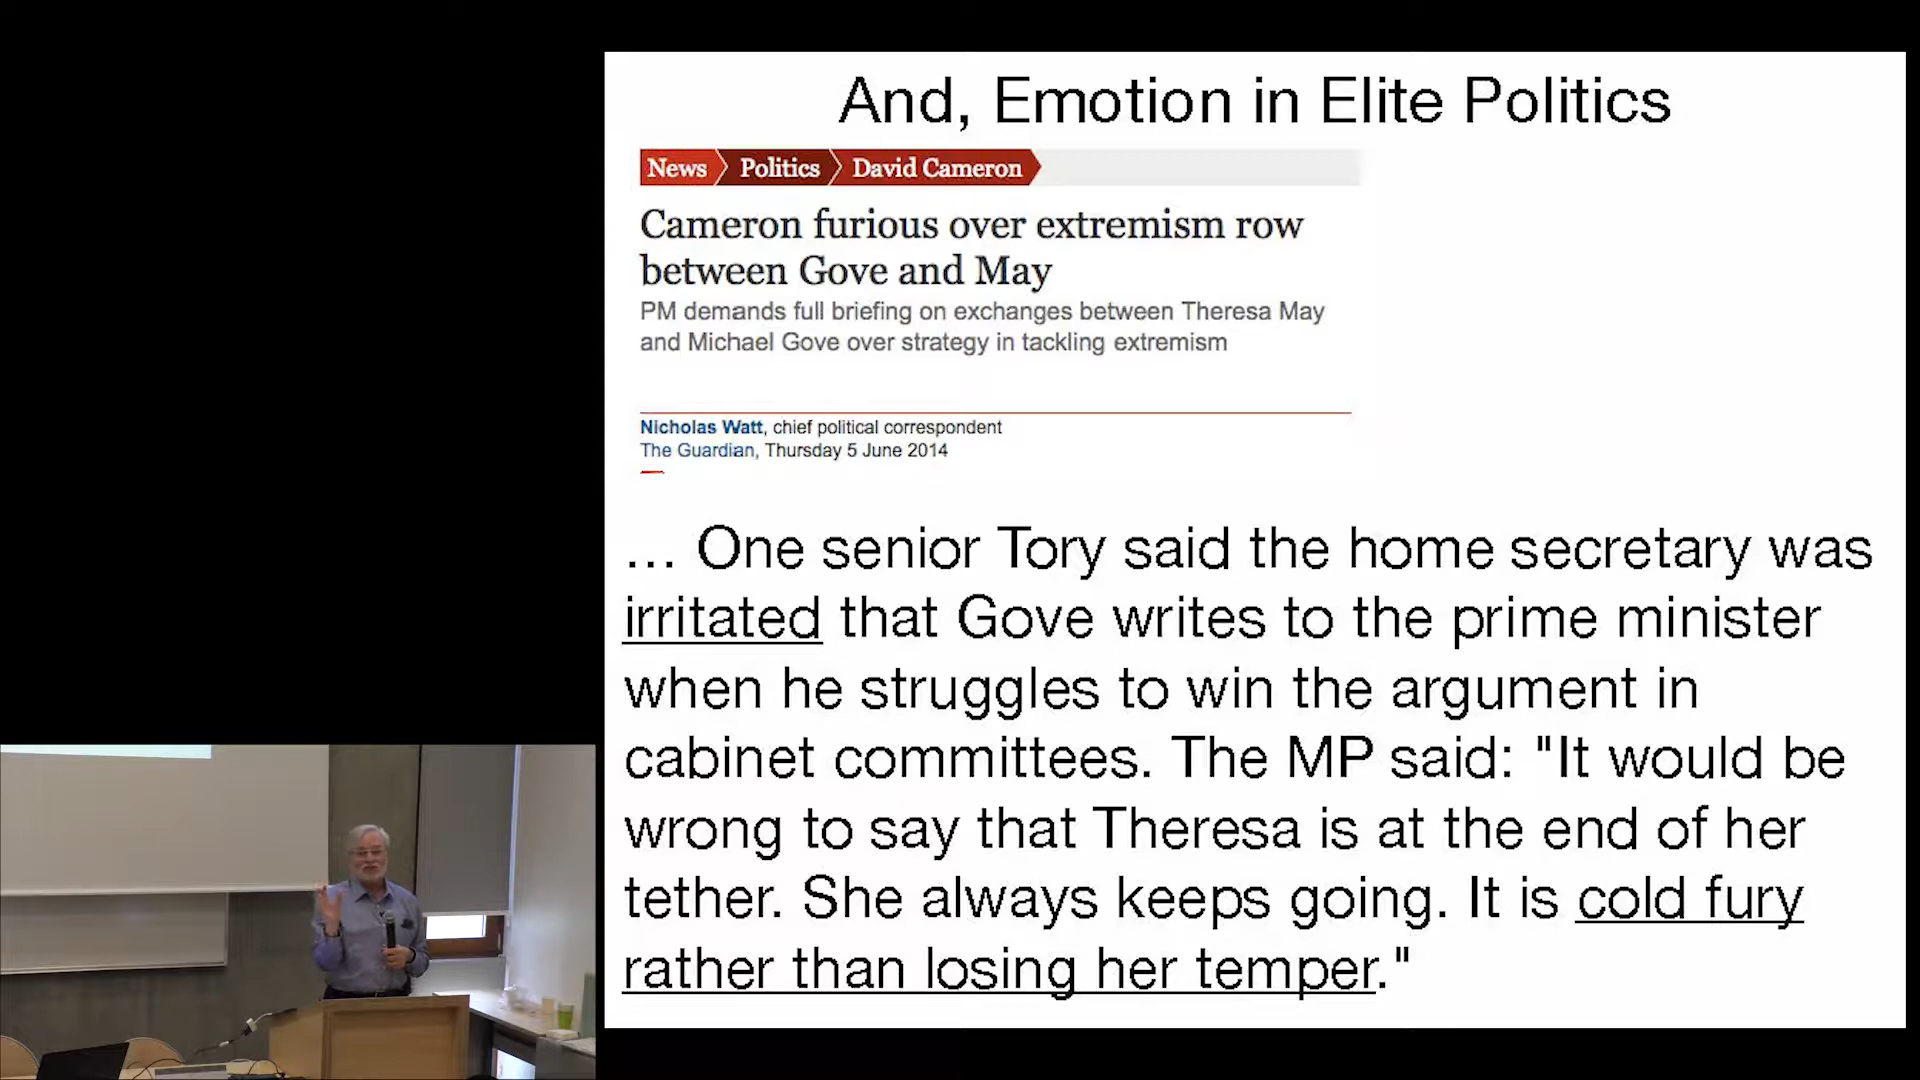 And, Emotion in Elite Politics
News Politics David Cameron
Cameron furious over extremism row
between Gove and May
PM demands full briefing on exchanges between Theresa May
and Michael Gove over strategy in tackling extremism
Nicholas Watt, chief political correspondent
The Guardian, Thursday 5 June 2014
... One senior Tory said the home secretary was
irritated that Gove writes to the prime minister
when he struggles to win the argument in
cabinet committees. The MP said: "It would be
wrong to say that Theresa is at the end of her
tether. She always keeps going. It is cold fury
rather than losing her temper."